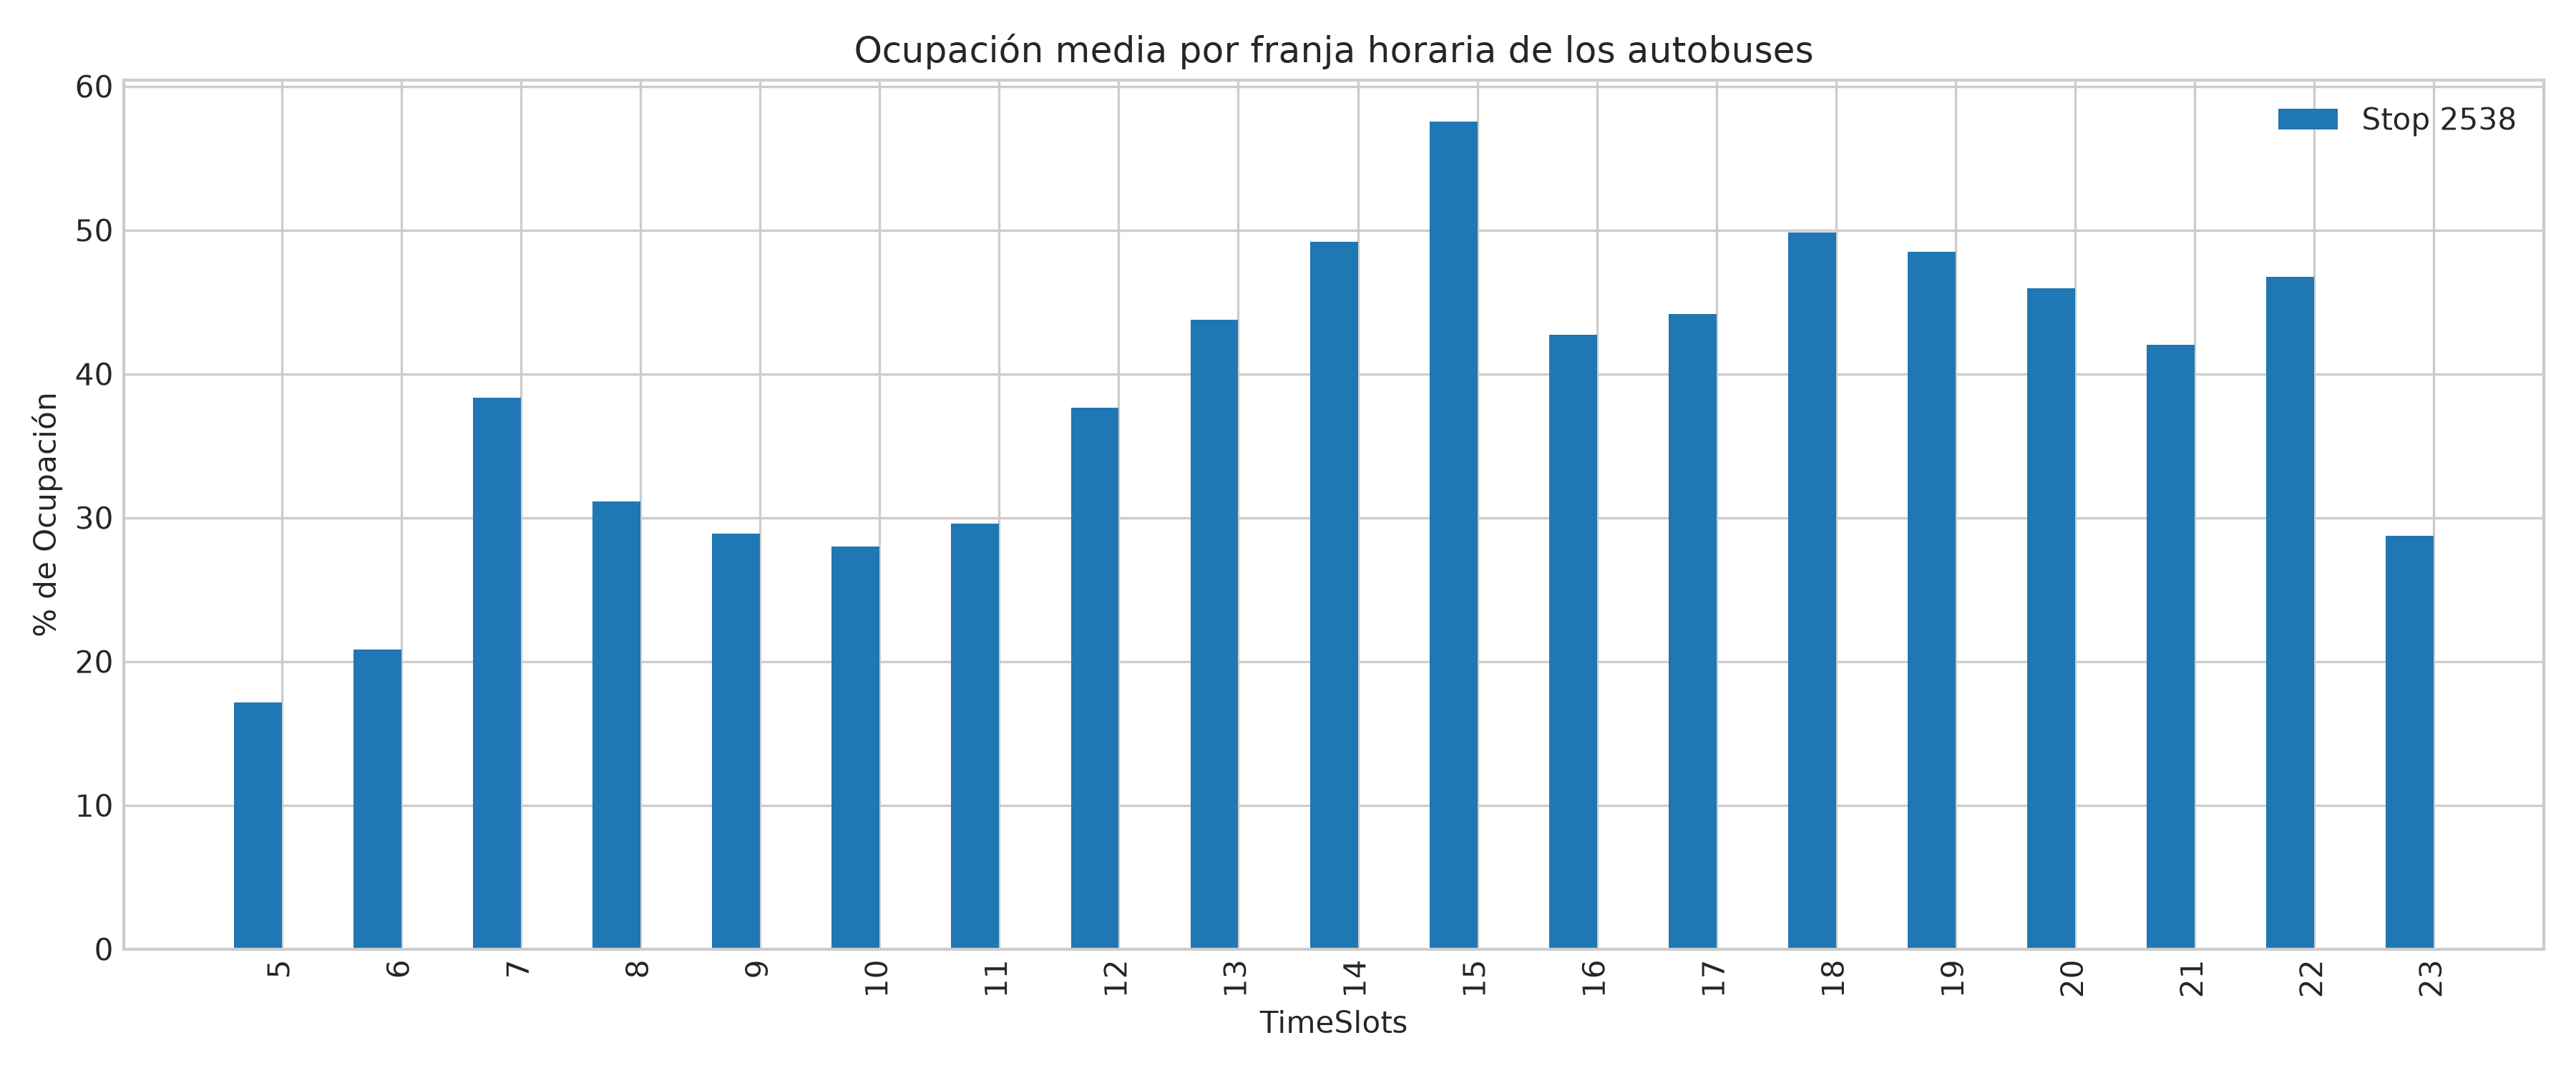 Ocupación media por franja horaria de los autobuses
Stop 2538
% de Ocupación
60
50
40
30
20
10
0
5 6 7 8 9 10 11 12 13 14 15 16 17 18 19 20 21 22 23
TimeSlots